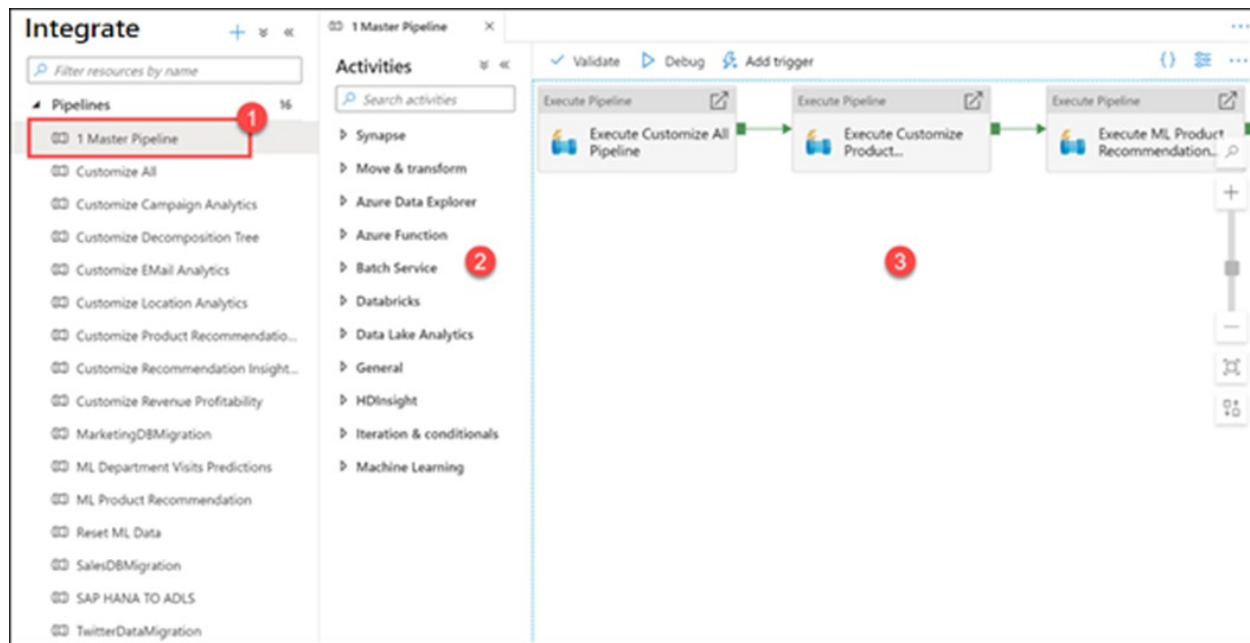 Integrate
Filter resources by name
Pipelines 16
1 Master Pipeline
1
Customize All
Customize Campaign Analytics
Customize Decomposition Tree
Customize EMail Analytics
Customize Location Analytics
Customize Product Recommendatio...
Customize Recommendation Insight...
Customize Revenue Profitability
MarketingDBMigration
ML Department Visits Predictions
ML Product Recommendation
Reset ML Data
SalesDBMigration
SAP HANA TO ADLS
TwitterDataMigration
1 Master Pipeline
Activities
Search activities
Synapse
Move & transform
Azure Data Explorer
Azure Function
Batch Service
2
Databricks
Data Lake Analytics
General
HDInsight
Iteration & conditionals
Machine Learning
Validate Debug Add trigger
Execute Pipeline
Execute Customize All
Pipeline
Execute Pipeline
Execute Customize
Product...
Execute Pipeline
Execute ML Product
Recommendation...
3